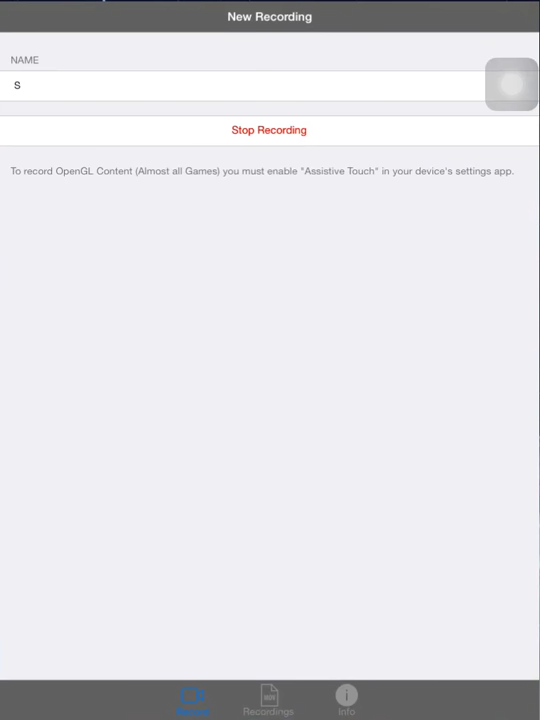 New Recording
NAME
S
Stop Recording
To record OpenGL Content (Almost all Games) you must enable "Assistive Touch" in your device's settings app.
Recordings
Info